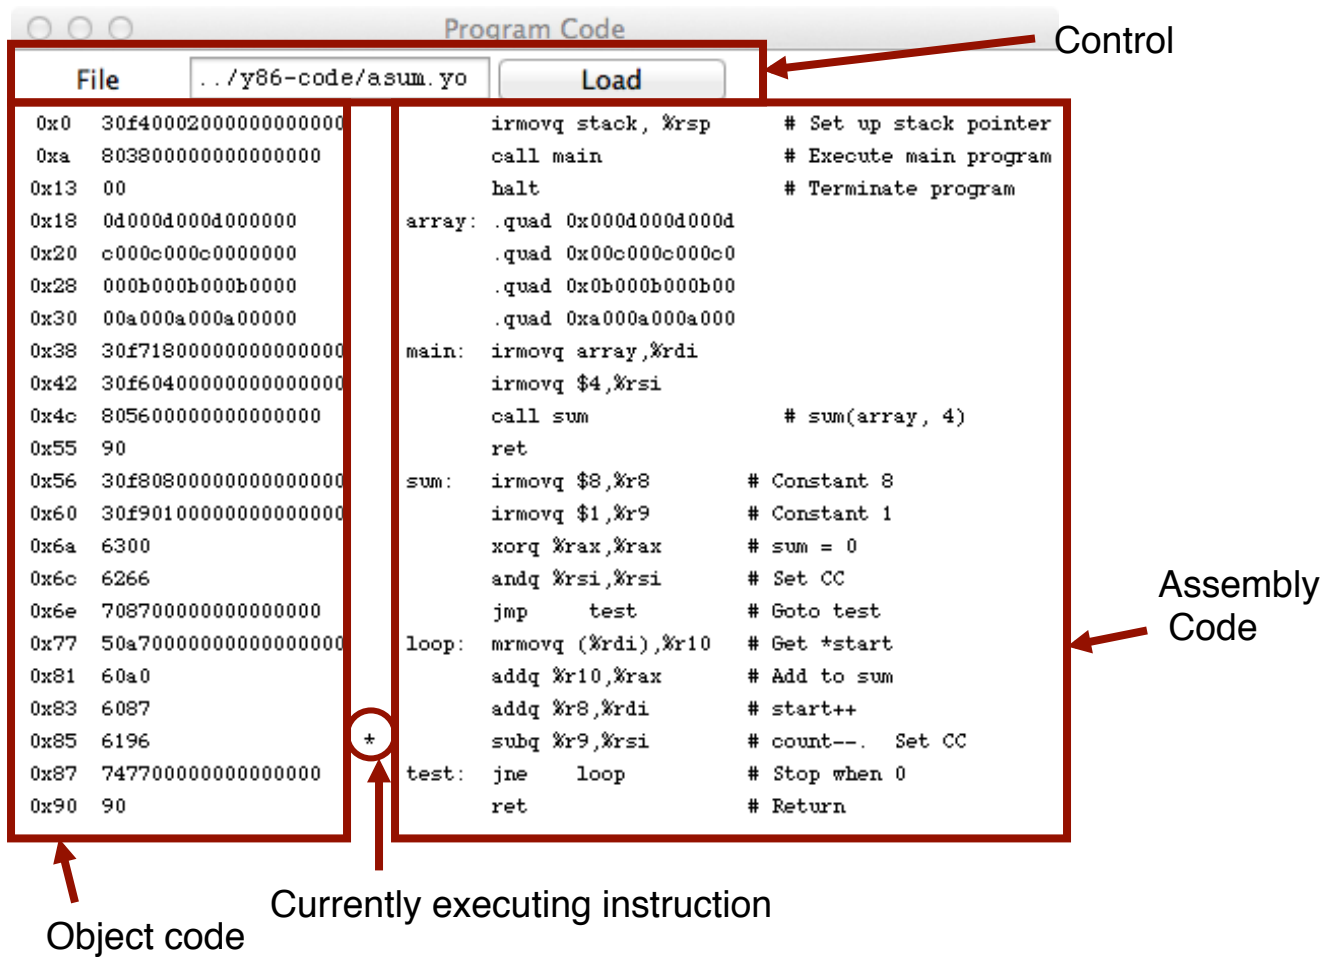 Program Code
Control
File ../y86-code/asum.yo Load
0x0 30f40002000000000000 irmovq stack, %rsp # Set up stack pointer
0xa 803800000000000000 call main # Execute main program
0x13 00 halt # Terminate program
0x18 0d000d000d000000 array: .quad 0x000d000d000d
0x20 c000c000c0000000 .quad 0x00c000c000c0
0x28 000b000b000b0000 .quad 0x0b000b000b00
0x30 00a000a000a00000 .quad 0xa000a000a000
0x38 30f71800000000000000 main: irmovq array,%rdi
0x42 30f60400000000000000 irmovq $4,%rsi
0x4c 805600000000000000 call sum # sum(array, 4)
0x55 90 ret
0x56 30f80800000000000000 sum: irmovq $8,%r8 # Constant 8
0x60 30f90100000000000000 irmovq $1,%r9 # Constant 1
0x6a 6300 xorq %rax,%rax # sum = 0
0x6c 6266 andq %rsi,%rsi # Set CC
0x6e 708700000000000000 jmp test # Goto test
0x77 50a70000000000000000 loop: mrmovq (%rdi),%r10 # Get *start
0x81 60a0 addq %r10,%rax # Add to sum
0x83 6087 addq %r8,%rdi # start++
0x85 6196 * subq %r9,%rsi # count--. Set CC
0x87 747700000000000000 test: jne loop # Stop when 0
0x90 90 ret # Return
Assembly
Code
Currently executing instruction
Object code